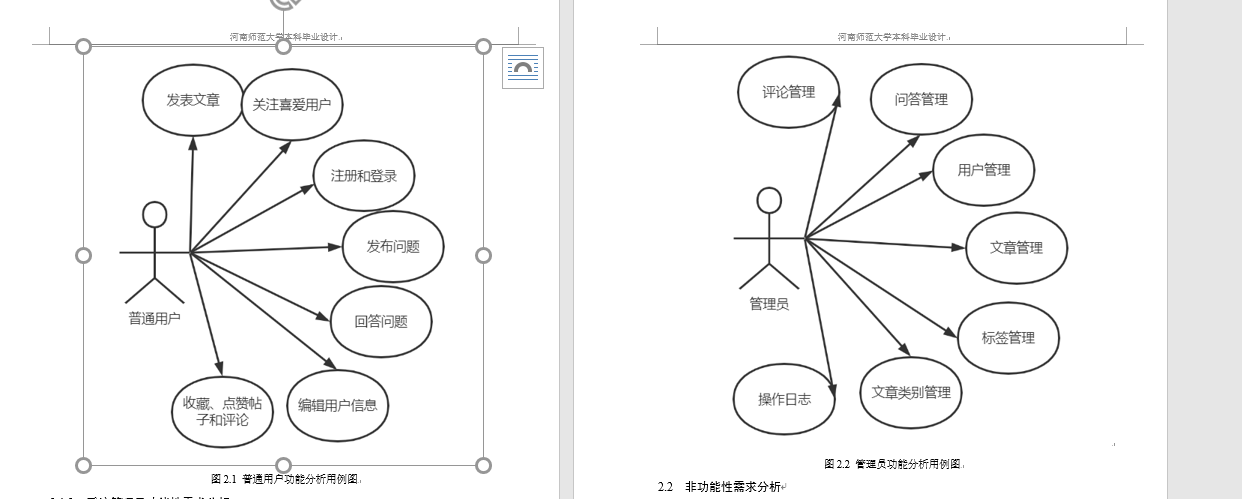 河南师范大学本科毕业设计
发表文章
关注喜爱用户
注册和登录
发布问题
回答问题
普通用户
收藏、点赞帖
子和评论
编辑用户信息
图 2.1 普通用户功能分析用例图
河南师范大学本科毕业设计
评论管理
问答管理
用户管理
文章管理
管理员
标签管理
文章类别管理
操作日志
图 2.2 管理员功能分析用例图
2.2 非功能性需求分析